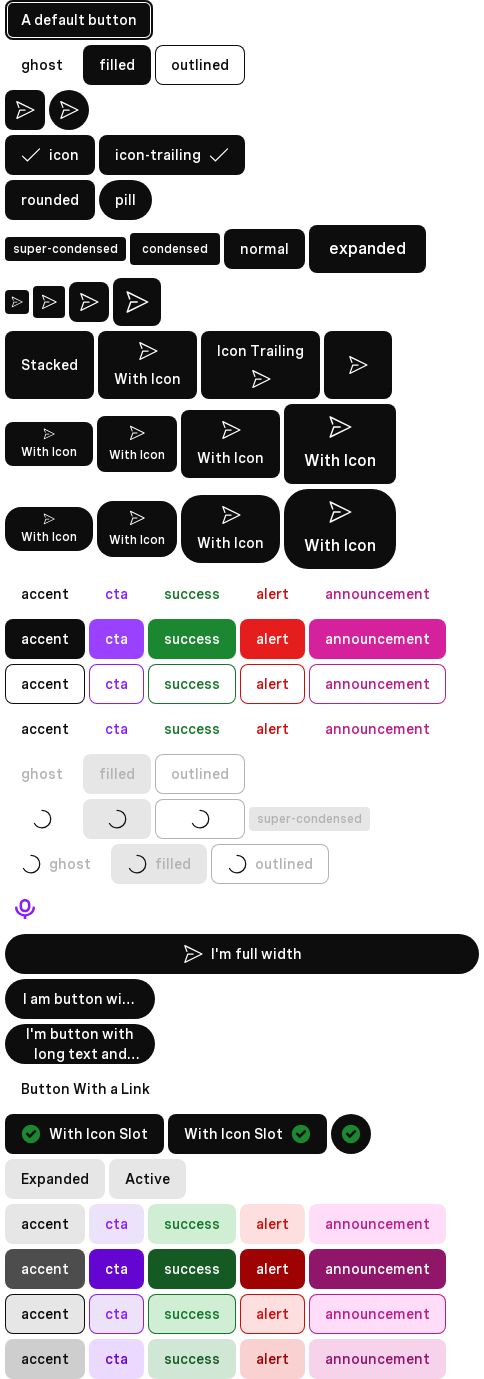 A default button
ghost filled outlined
icon icon-trailing
rounded pill
super-condensed condensed normal expanded
Stacked With Icon Icon Trailing
With Icon With Icon With Icon With Icon
With Icon With Icon With Icon With Icon
accent cta success alert announcement
accent cta success alert announcement
accent cta success alert announcement
accent cta success alert announcement
ghost filled outlined
super-condensed
ghost filled outlined
I'm full width
I am button wi...
I'm button with
long text and...
Button With a Link
With Icon Slot With Icon Slot
Expanded Active
accent cta success alert announcement
accent cta success alert announcement
accent cta success alert announcement
accent cta success alert announcement